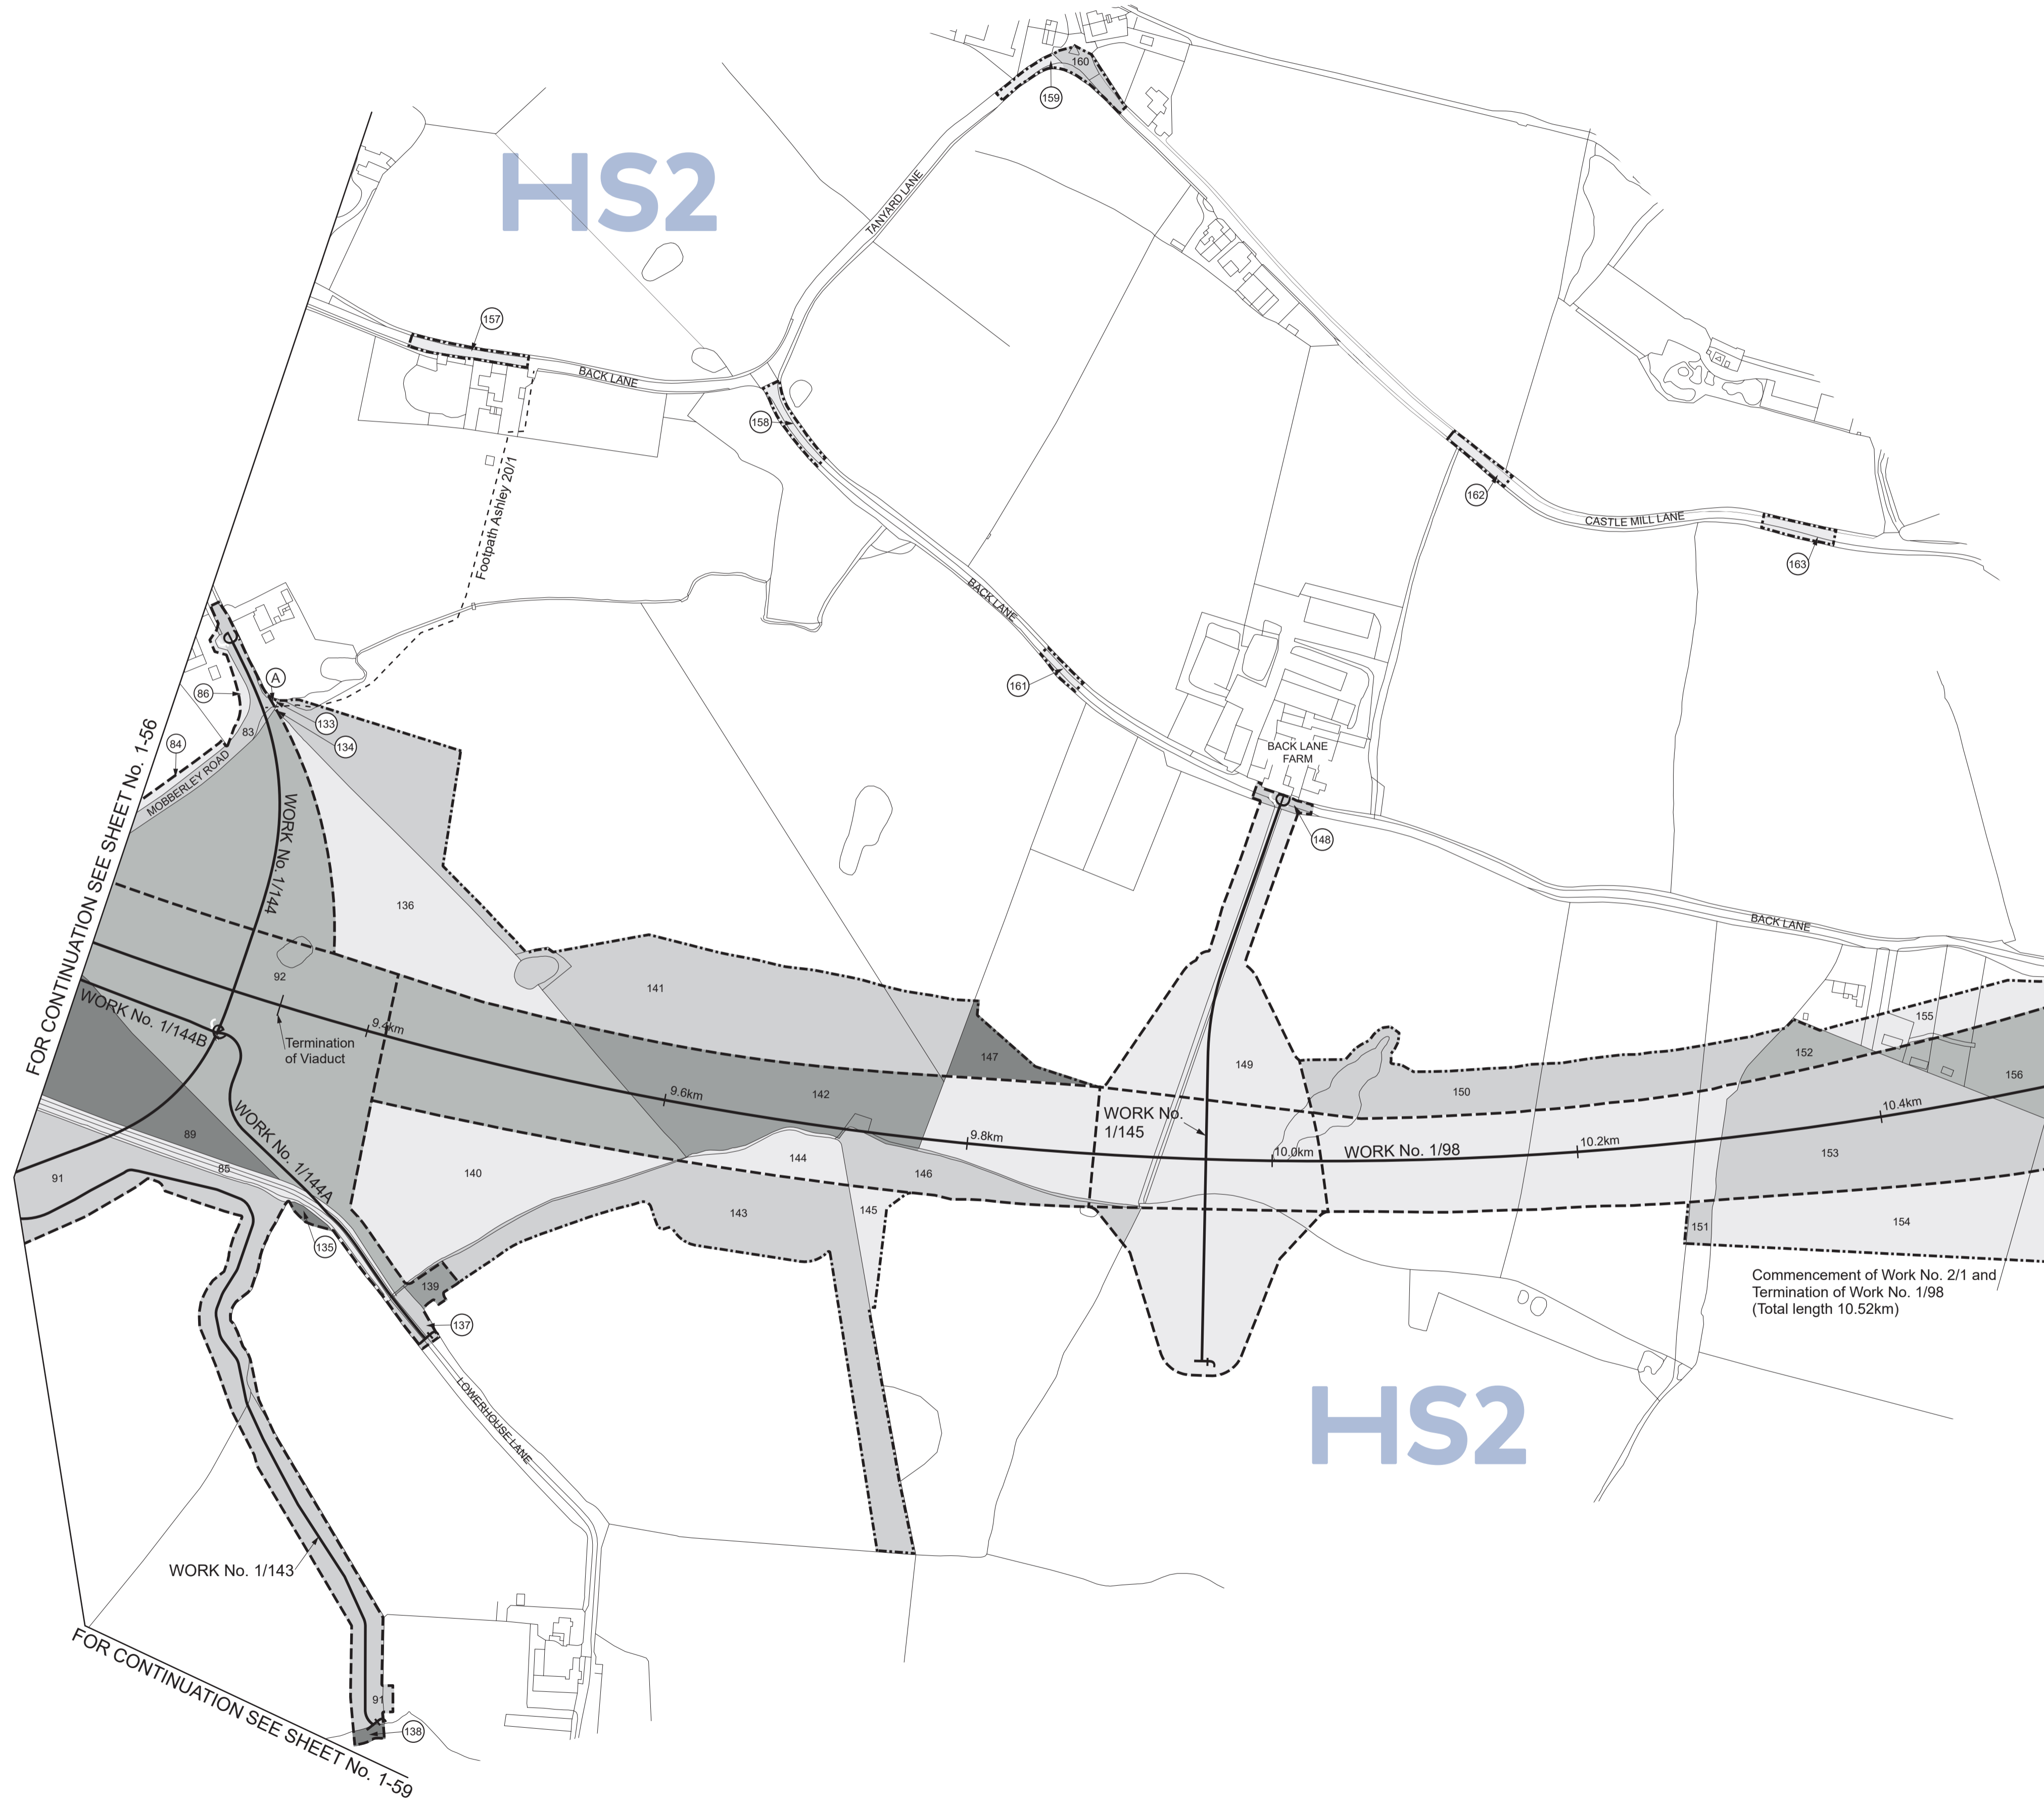 160
159
HS2
TANYARD LANE
157
BACK LANE
158
Footpath Ashley 20/1
162
CASTLE MILL LANE
163
BACK LANE
161
A
86
133
134
83
84
MOBBERLEY ROAD
FOR CONTINUATION SEE SHEET No. 1-56
WORK No. 1/144
BACK LANE
FARM
148
136
BACK LANE
92
141
WORK No. 1/144B
Termination
of Viaduct
9.4km
147
149
155
152
156
142
9.6km
150
10.4km
WORK No.
1/145
9.8km
10.0km
WORK No. 1/98
10.2km
153
89
WORK No. 1/144A
85
91
140
144
146
143
145
151
154
135
139
137
Commencement of Work No. 2/1 and
Termination of Work No. 1/98
(Total length 10.52km)
LOWERHOUSE LANE
HS2
WORK No. 1/143
91
138
FOR CONTINUATION SEE SHEET No. 1-59